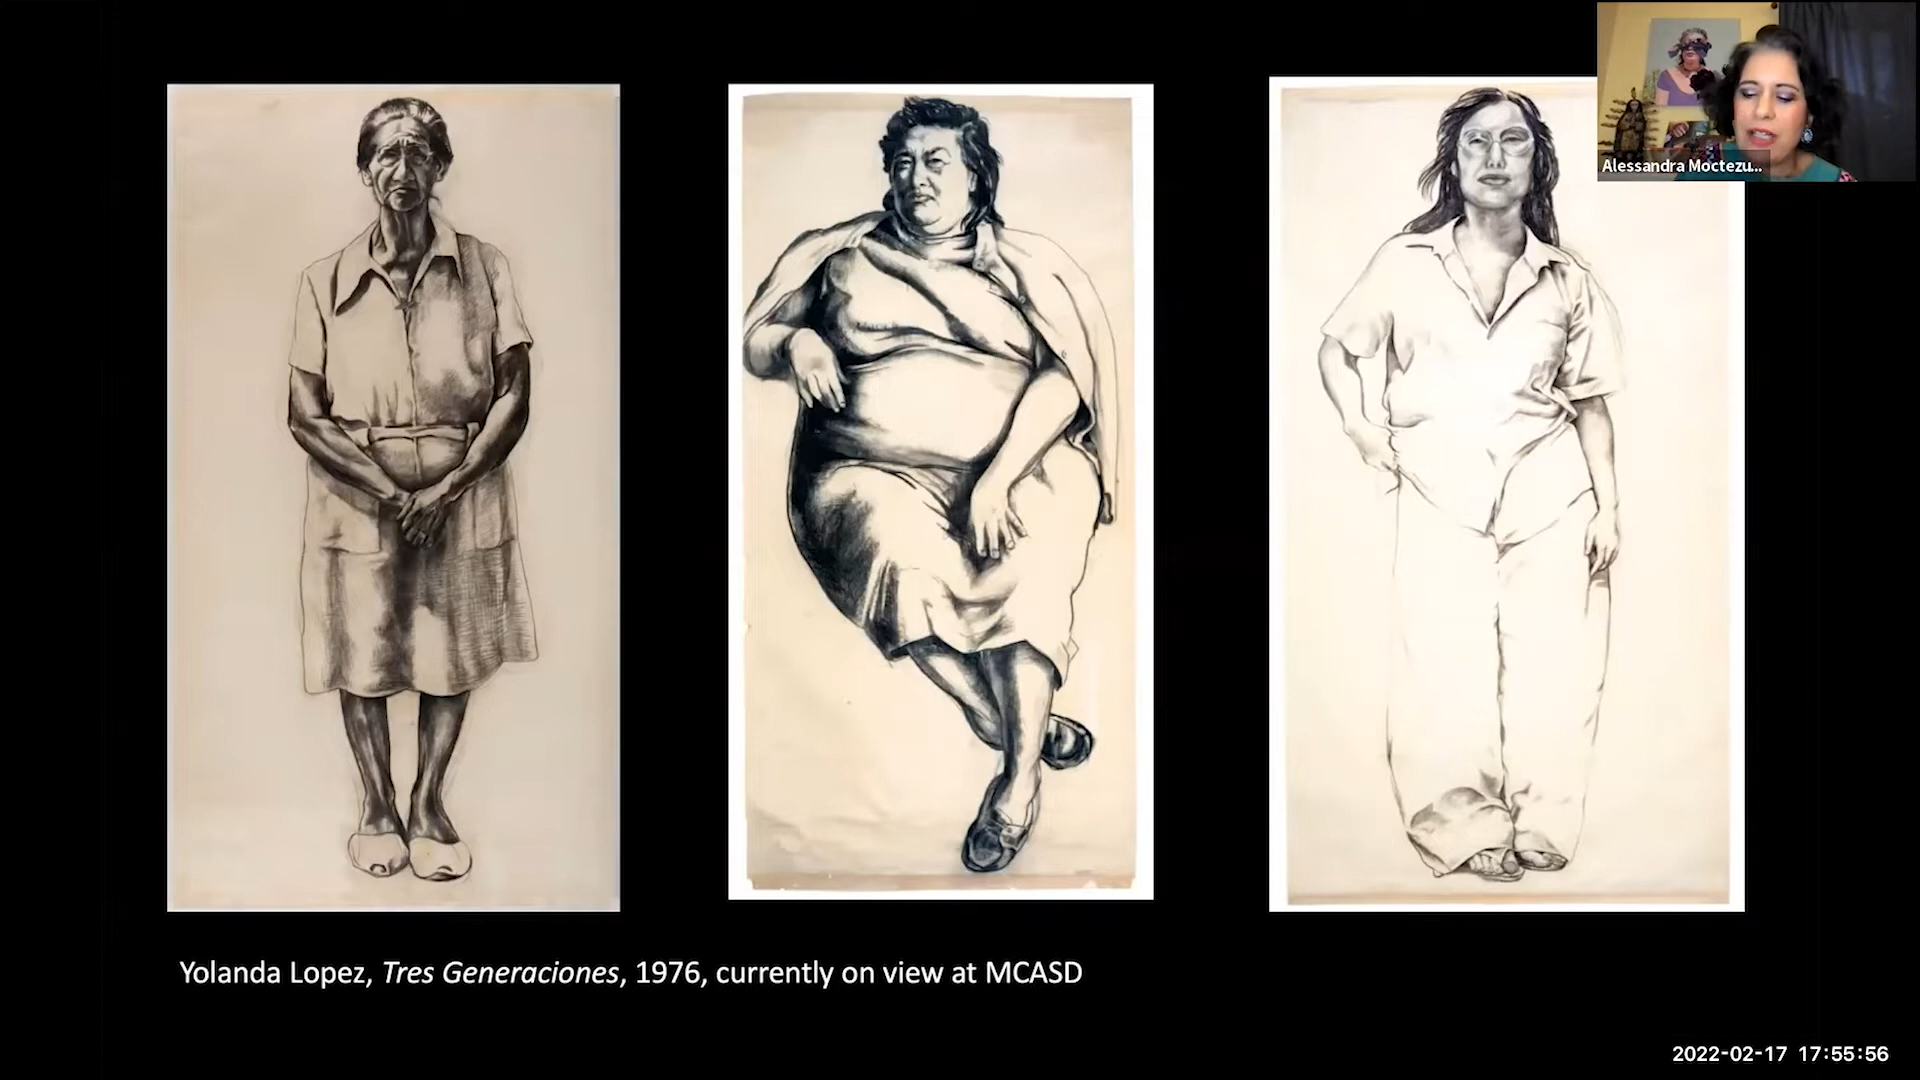 Alessandra Moctezu...
Yolanda Lopez, Tres Generaciones, 1976, currently on view at MCASD
2022-02-17 17:55:56